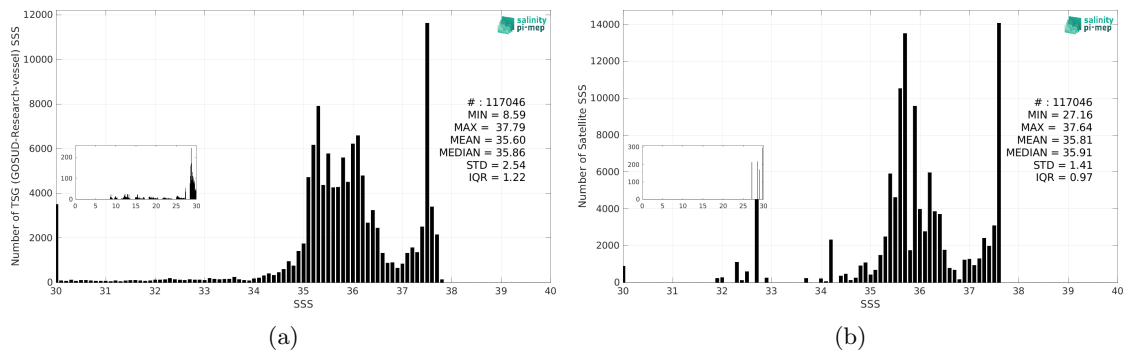 12000
10000
8000
6000
4000
2000
0
Number of TSG (GOSUD-Research-vessel) SSS
salinity
pi-mep
# : 117046
MIN = 8.59
MAX = 37.79
MEAN = 35.60
MEDIAN = 35.86
STD = 2.54
IQR = 1.22
200
100
0
0 5 10 15 20 25 30
30 31 32 33 34 35 36 37 38 39 40
SSS
(a)
14000
12000
10000
8000
6000
4000
2000
0
Number of Satellite SSS
salinity
pi-mep
# : 117046
MIN = 27.16
MAX = 37.64
MEAN = 35.81
MEDIAN = 35.91
STD = 1.41
IQR = 0.97
300
200
100
0
0 5 10 15 20 25 30
30 31 32 33 34 35 36 37 38 39 40
SSS
(b)